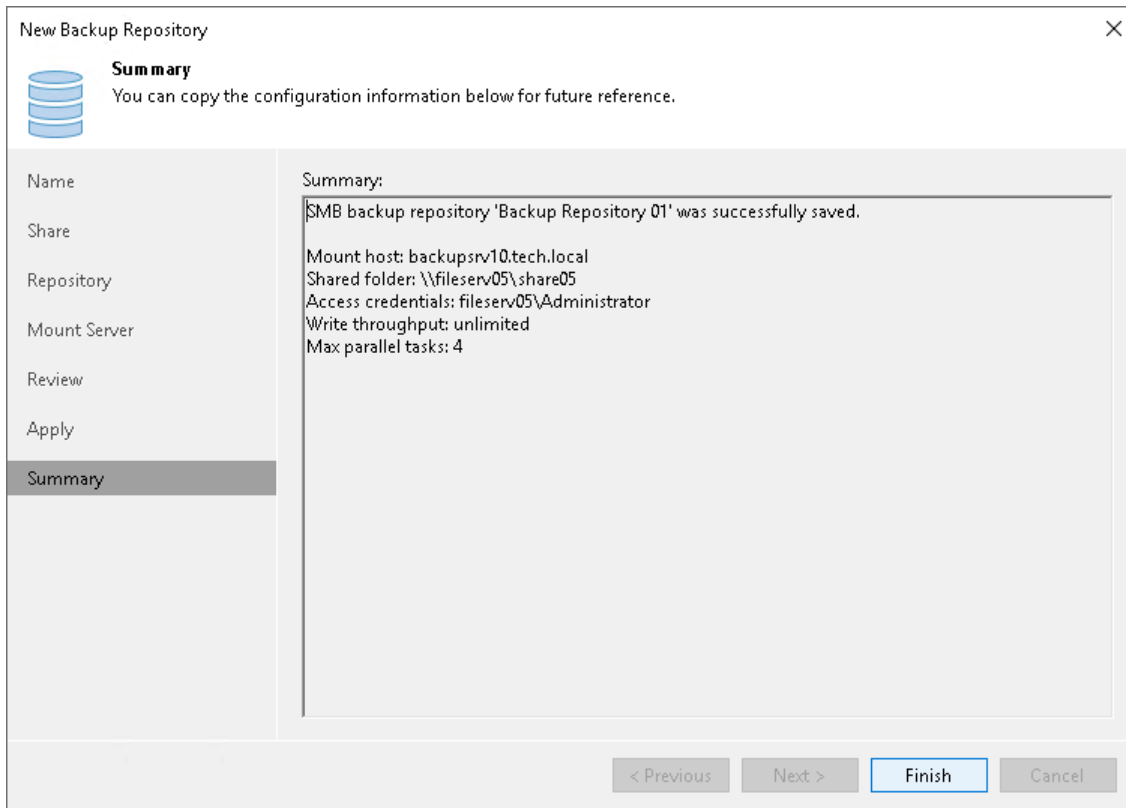 New Backup Repository
Summary
You can copy the configuration information below for future reference.
Name
Share
Repository
Mount Server
Review
Apply
Summary
Summary:
SMB backup repository 'Backup Repository 01' was successfully saved.
Mount host: backupsrv10.tech.local
Shared folder: \\fileserv05\share05
Access credentials: fileserv05\Administrator
Write throughput: unlimited
Max parallel tasks: 4
< Previous
Next >
Finish
Cancel